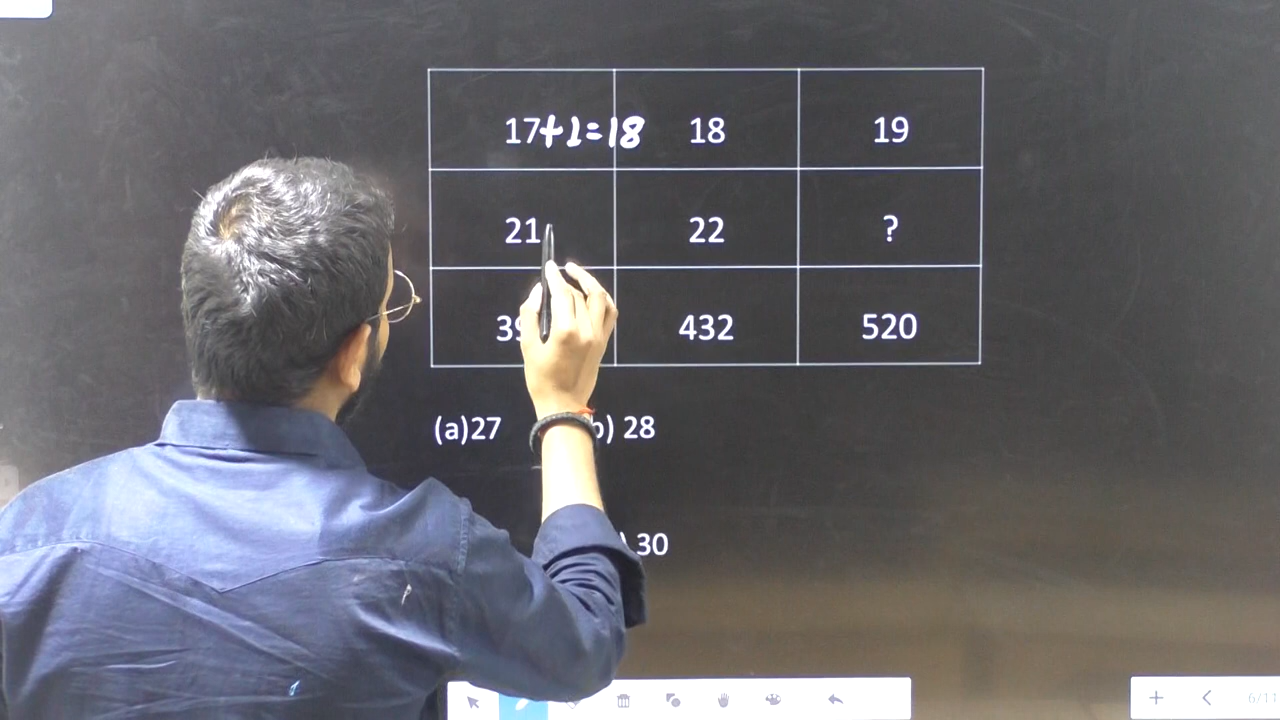 17+1=18 18 19
21 22 ?
432 520
(a)27 b) 28
30